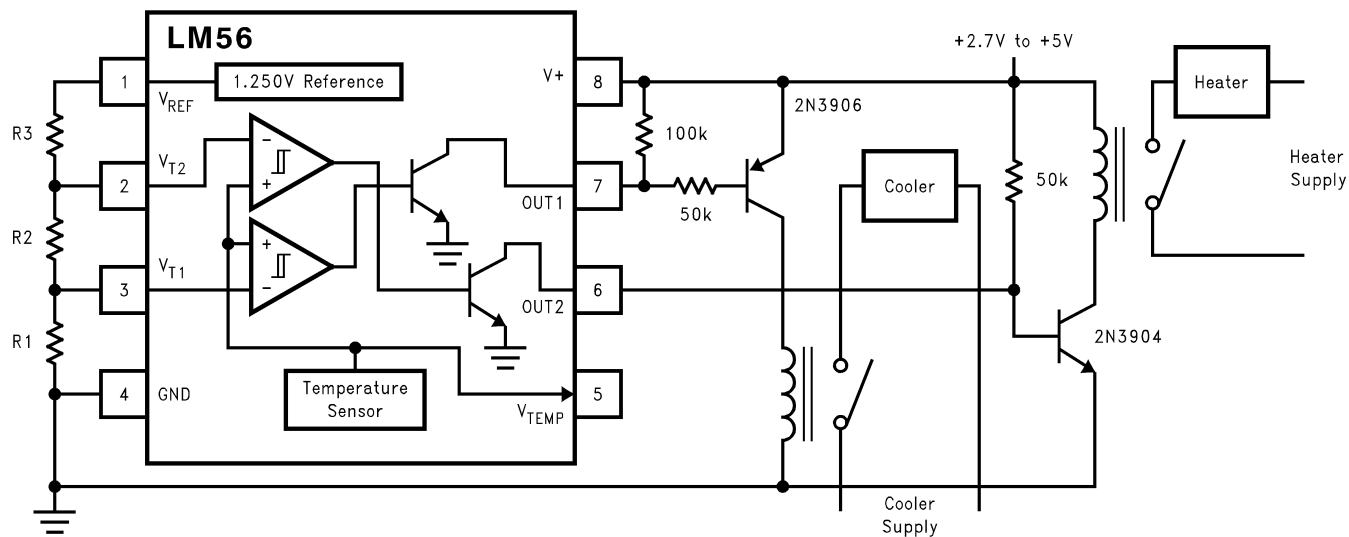 LM56
+2.7V to +5V
1
1.250V Reference
V+
8
2N3906
Heater
VREF
R3
100k
Heater
Supply
VT2
2
−
+
7
OUT1
50k
Cooler
50k
R2
VT1
3
+
−
6
OUT2
2N3904
R1
4
GND
Temperature
Sensor
5
VTEMP
Cooler
Supply